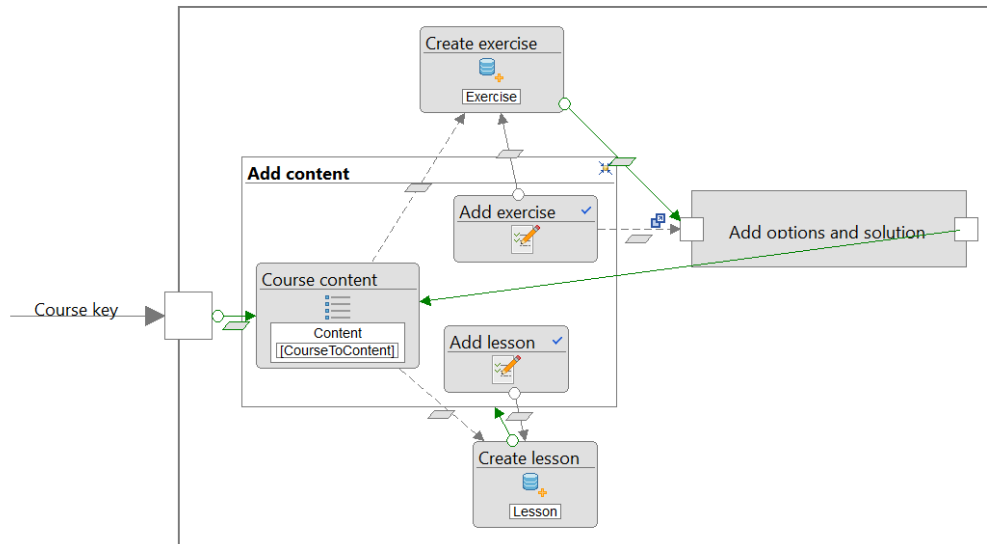 Create exercise
Exercise
Add content
Add exercise
Add options and solution
Course content
Content
[CourseToContent]
Course key
Add lesson
Create lesson
Lesson